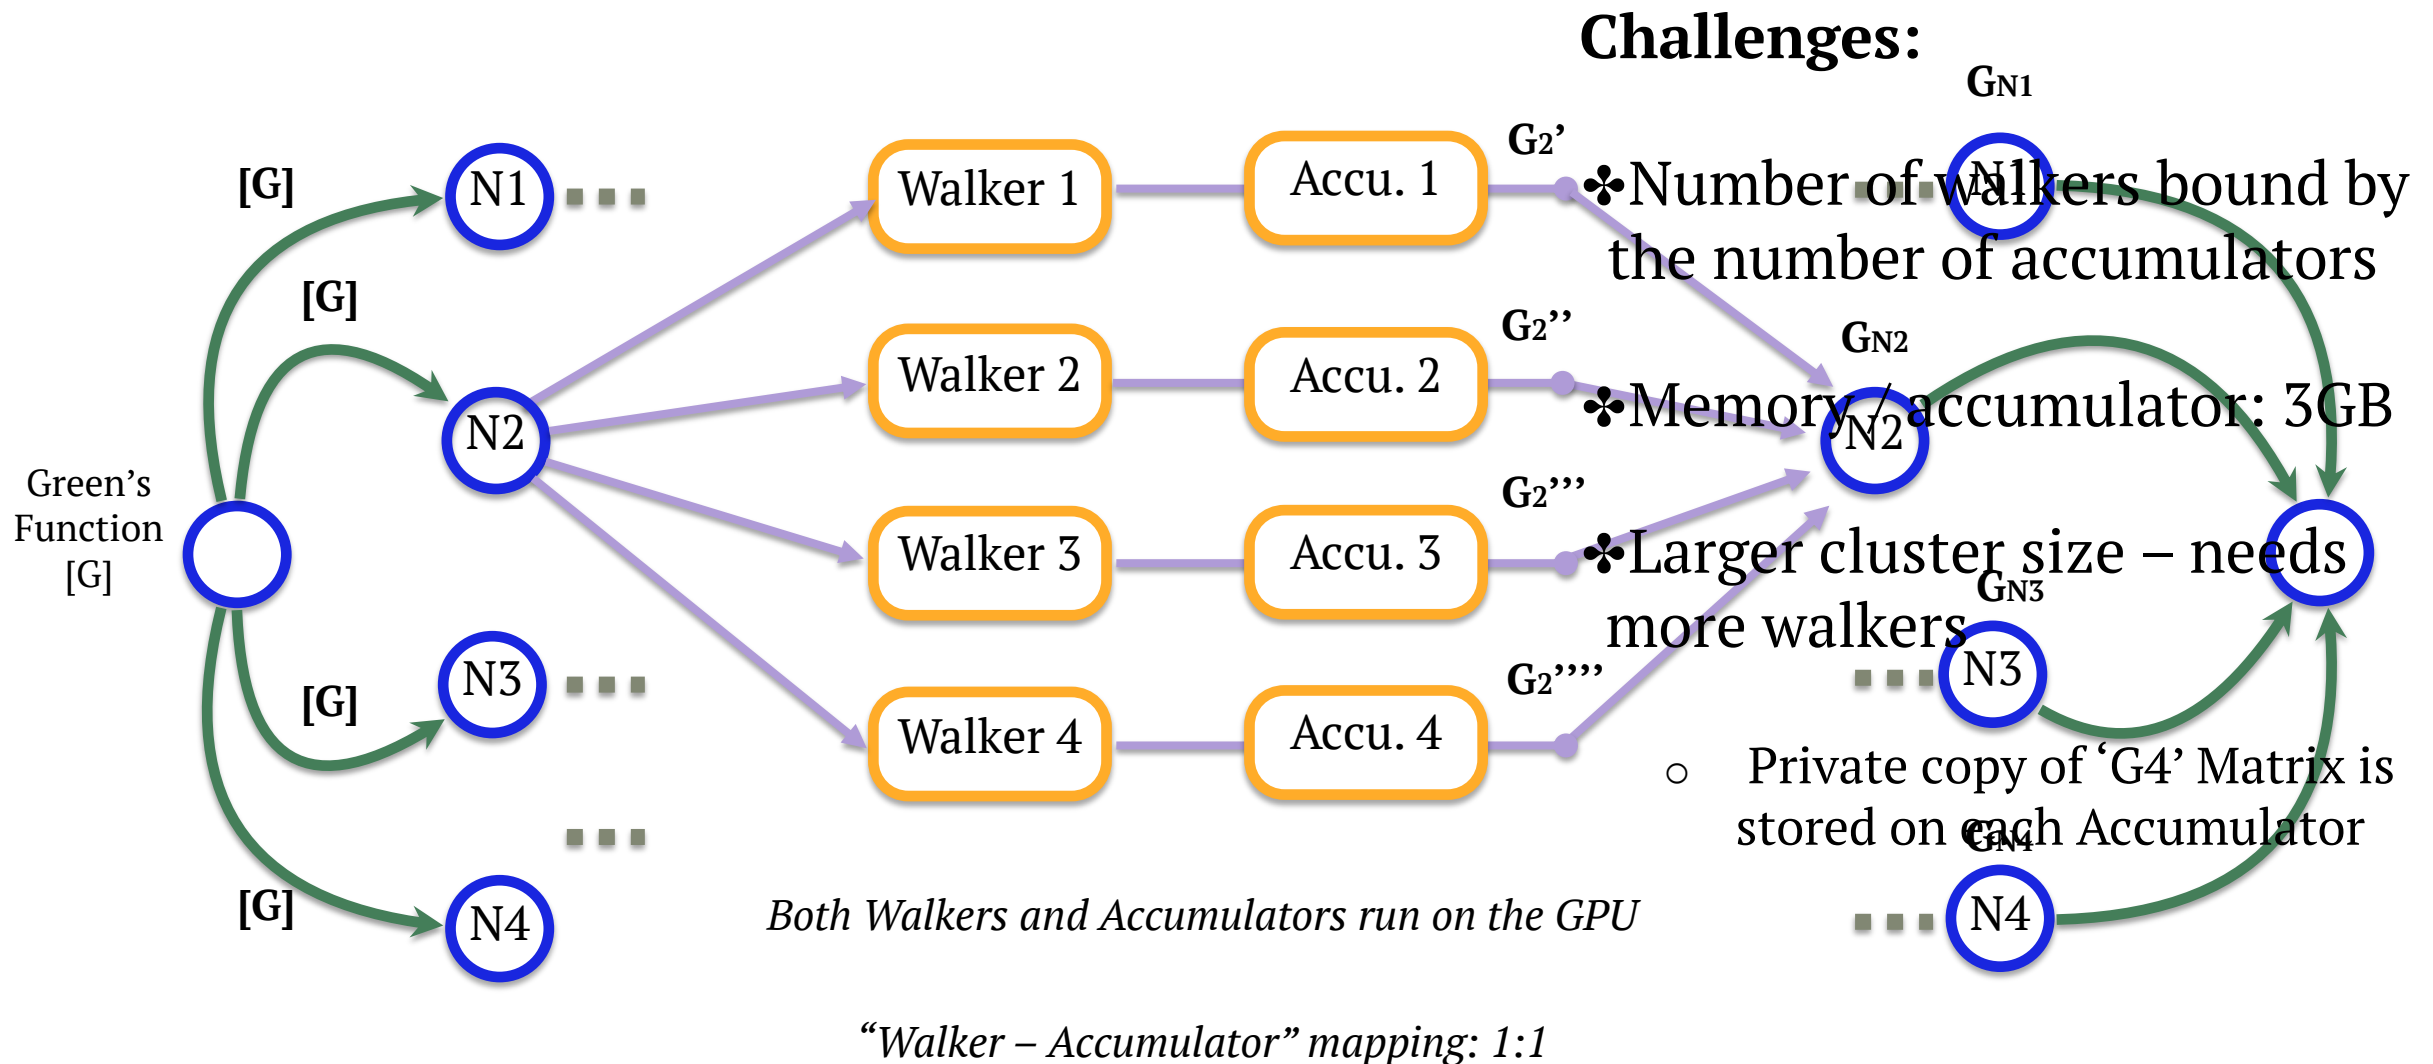 Challenges:
GN1
G2’
[G]
N1
Walker 1
Accu. 1
N1
✤Number of walkers bound by
the number of accumulators
[G]
G2’’
GN2
Walker 2
Accu. 2
✤Memory / accumulator: 3GB
N2
N2
Green’s
Function
[G]
G2’’’
Walker 3
Accu. 3
✤Larger cluster size – needs
GN3
more walkers
N3
[G]
G2’’’’
N3
Walker 4
Accu. 4
○ Private copy of ‘G4’ Matrix is
stored on each Accumulator
GN4
[G]
N4
Both Walkers and Accumulators run on the GPU
N4
“Walker – Accumulator” mapping: 1:1